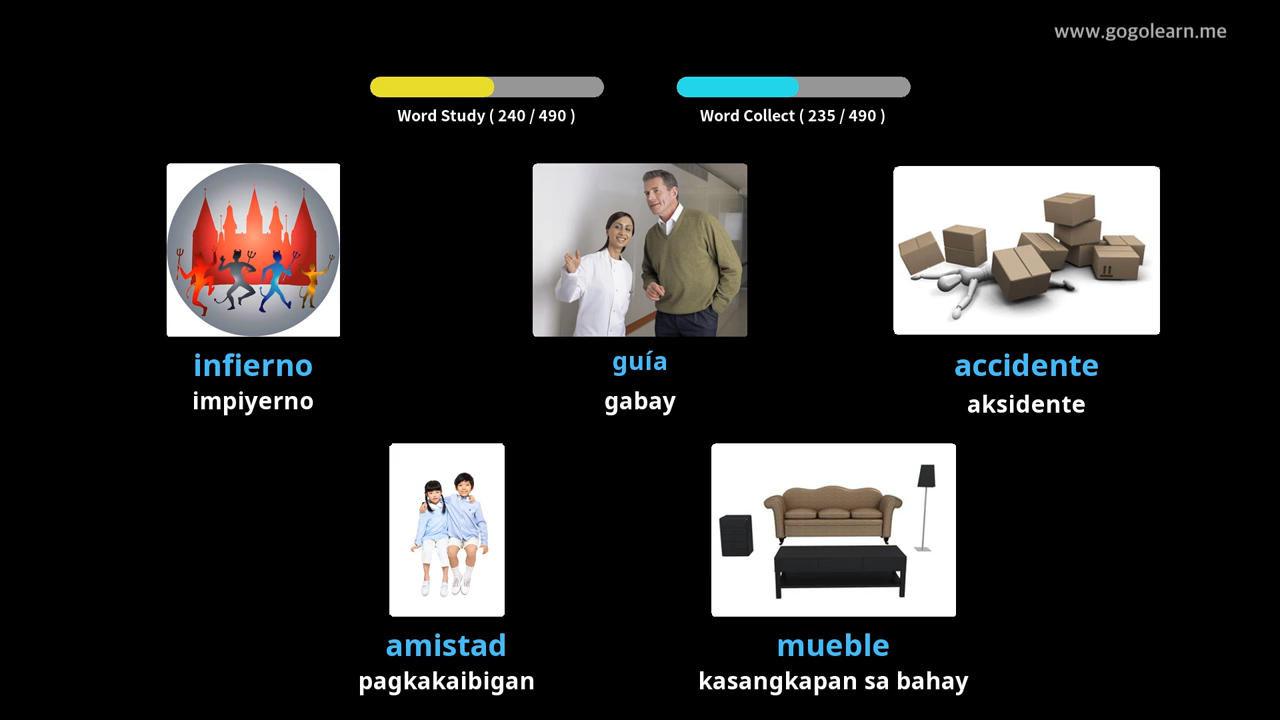 www.gogolearn.me
Word Study ( 240 / 490 )
Word Collect ( 235 / 490 )
infierno
impiyerno
guía
gabay
accidente
aksidente
amistad
pagkakaibigan
mueble
kasangkapan sa bahay